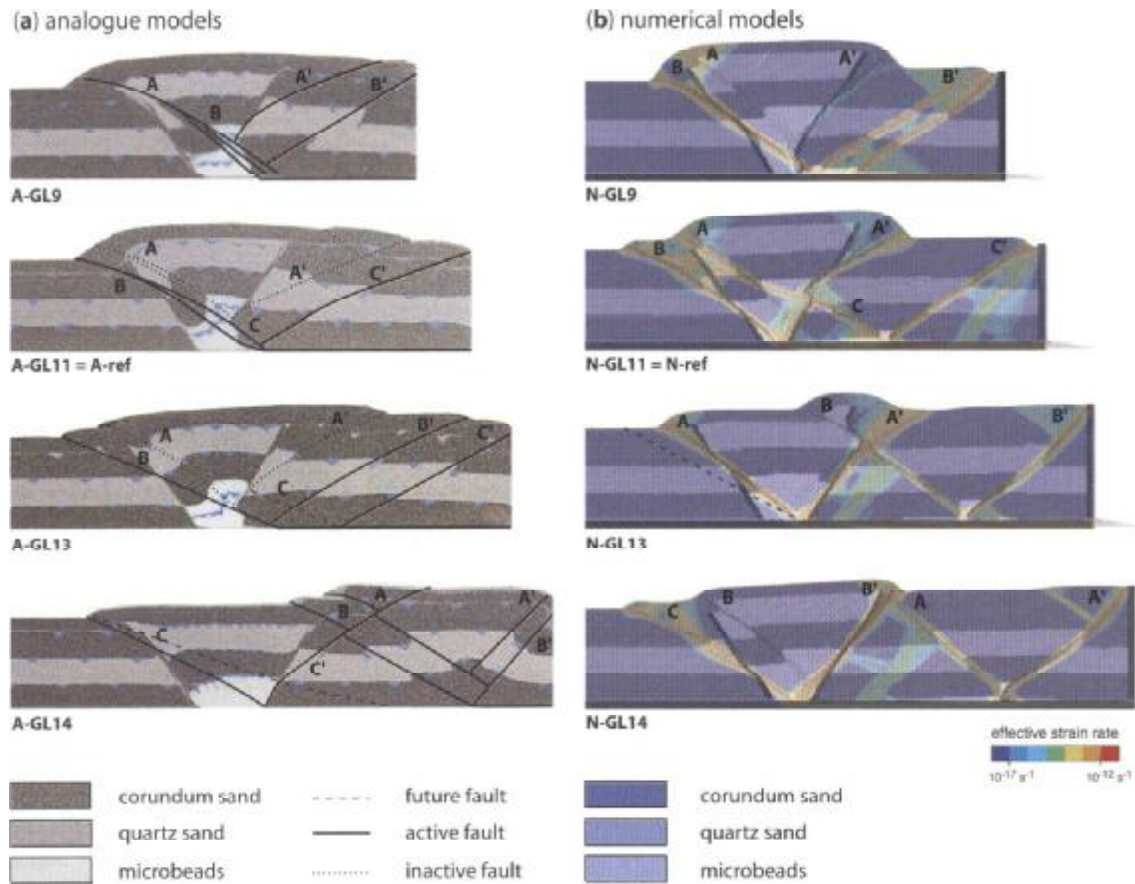 (a) analogue models
(b) numerical models
A A' B' B
A-GL9
B A A' B'
N-GL9
A A' B C' C
A-GL11 = A-ref
A B A' C' C
N-GL11 = N-ref
A A' B' C' B C
A-GL13
A B A' B'
N-GL13
A A' B C B' C'
A-GL14
C B B' A A'
N-GL14
effective strain rate
10⁻¹⁷ s⁻¹ 10⁻¹² s⁻¹
corundum sand
quartz sand
microbeads
future fault
active fault
inactive fault
corundum sand
quartz sand
microbeads